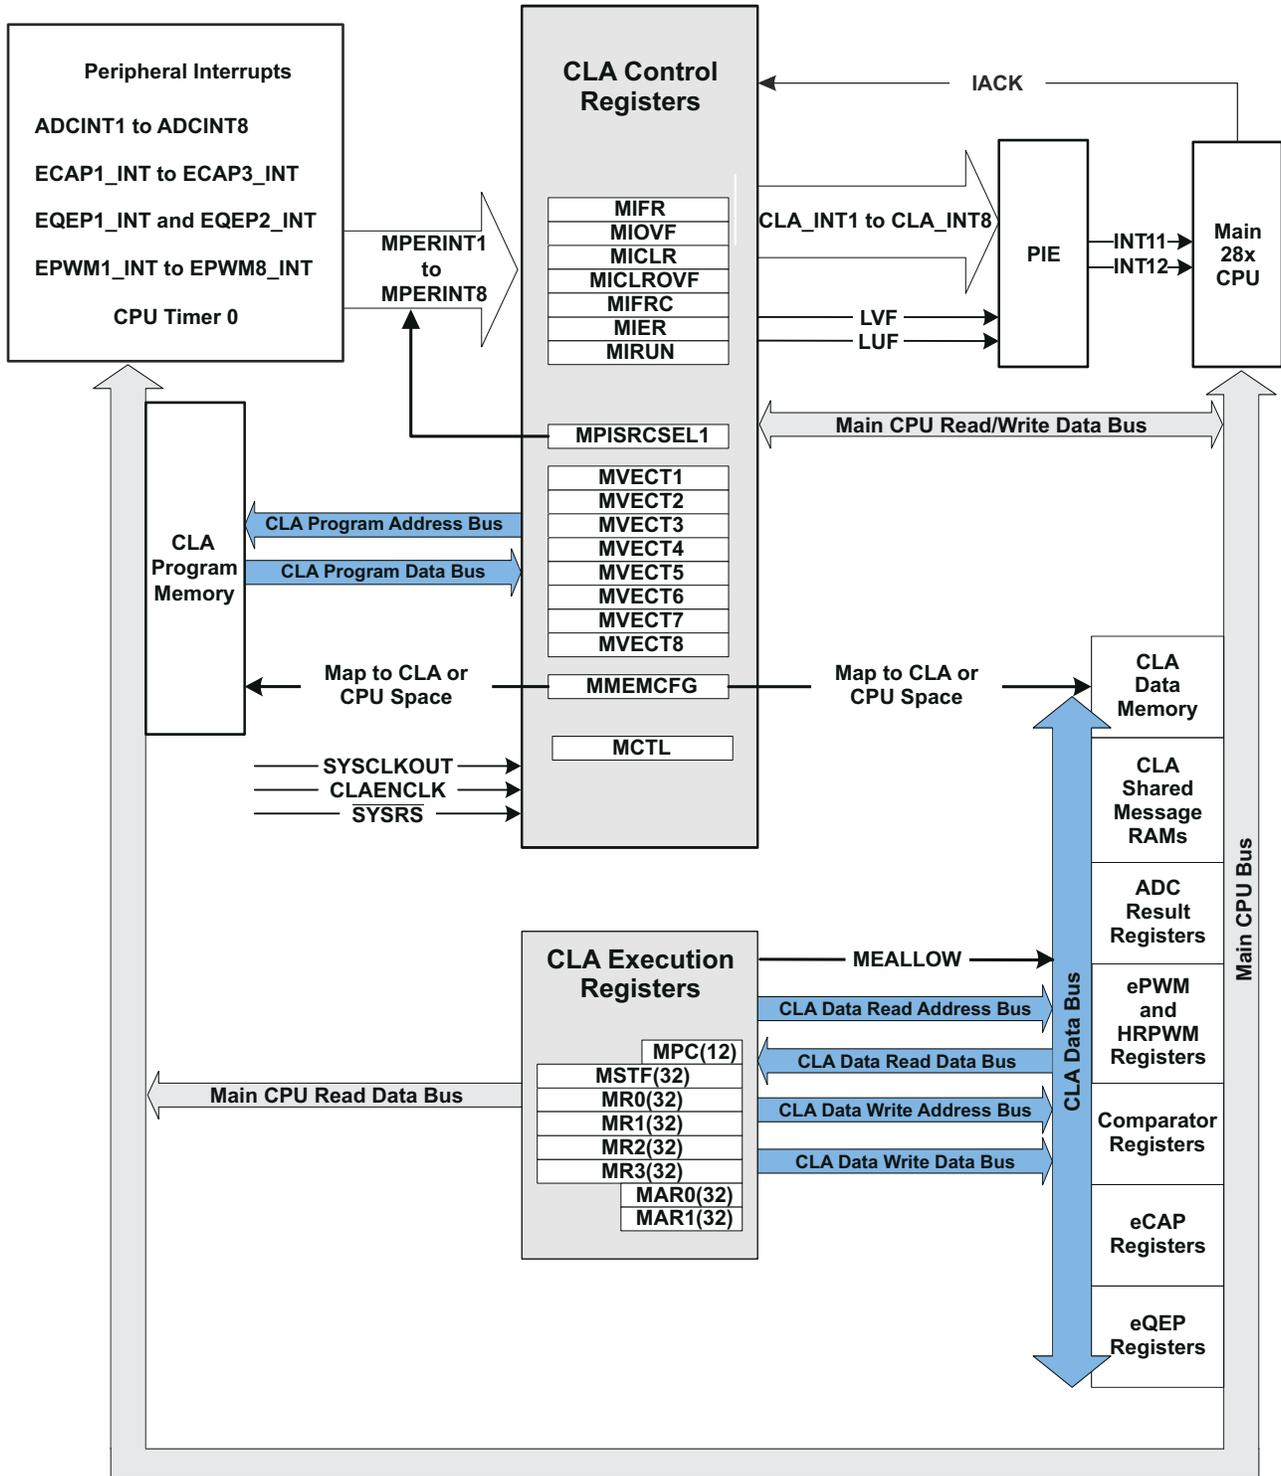 Peripheral Interrupts
ADCINT1 to ADCINT8
ECAP1_INT to ECAP3_INT
EQEP1_INT and EQEP2_INT
EPWM1_INT to EPWM8_INT
CPU Timer 0
MPERINT1
to
MPERINT8
CLA Control
Registers
MIFR
MIOVF
MICLR
MICLROVF
MIFRC
MIER
MIRUN
MPISRCSEL1
MVECT1
MVECT2
MVECT3
MVECT4
MVECT5
MVECT6
MVECT7
MVECT8
MMEMCFG
MCTL
IACK
CLA_INT1 to CLA_INT8
LVF
LUF
PIE
INT11
INT12
Main
28x
CPU
Main CPU Read/Write Data Bus
CLA
Program
Memory
CLA Program Address Bus
CLA Program Data Bus
Map to CLA or
CPU Space
Map to CLA or
CPU Space
SYSCLKOUT
CLAENCLK
SYSRS
CLA
Data
Memory
CLA
Shared
Message
RAMs
ADC
Result
Registers
ePWM
and
HRPWM
Registers
Comparator
Registers
eCAP
Registers
eQEP
Registers
Main CPU Bus
CLA Data Bus
CLA Execution
Registers
MPC(12)
MSTF(32)
MR0(32)
MR1(32)
MR2(32)
MR3(32)
MAR0(32)
MAR1(32)
MEALLOW
CLA Data Read Address Bus
CLA Data Read Data Bus
CLA Data Write Address Bus
CLA Data Write Data Bus
Main CPU Read Data Bus